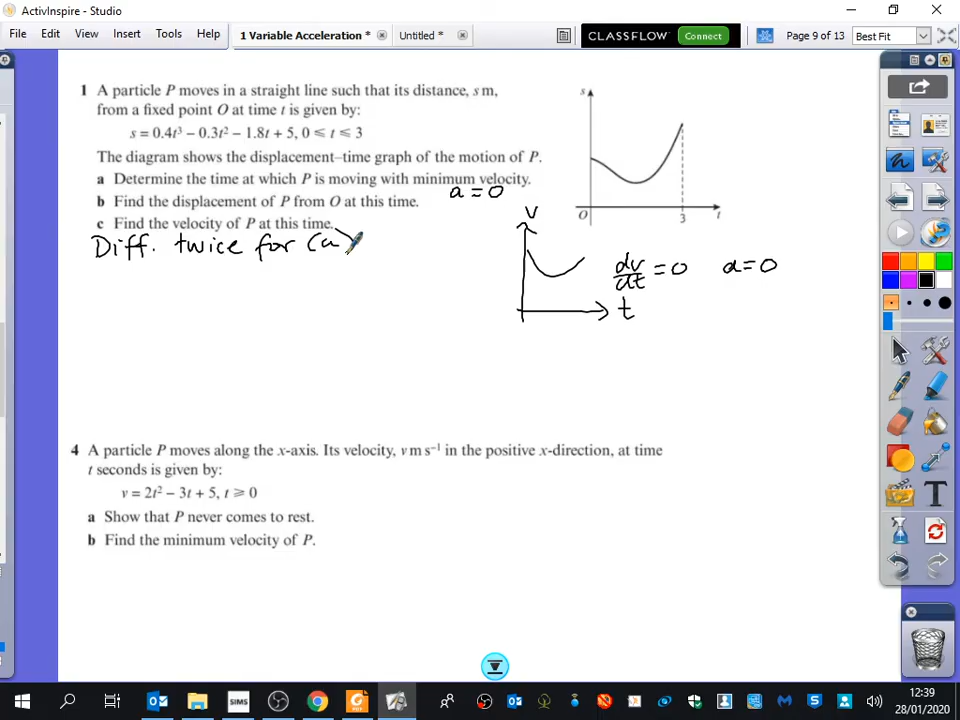 ActivInspire - Studio
File Edit View Insert Tools Help
1 Variable Acceleration *
Untitled *
CLASSFLOW Connect
Page 9 of 13
Best Fit
1 A particle P moves in a straight line such that its distance, s m,
from a fixed point O at time t is given by:
s = 0.4t³ − 0.3t² − 1.8t + 5, 0 ⩽ t ⩽ 3
The diagram shows the displacement–time graph of the motion of P.
a Determine the time at which P is moving with minimum velocity.
a = 0
b Find the displacement of P from O at this time.
c Find the velocity of P at this time.
Diff. twice for (a)
s
O
3
t
v
t
dv/dt = 0 a = 0
4 A particle P moves along the x-axis. Its velocity, v m s⁻¹ in the positive x-direction, at time
t seconds is given by:
v = 2t² − 3t + 5, t ⩾ 0
a Show that P never comes to rest.
b Find the minimum velocity of P.
T
SIMS
12:39
28/01/2020